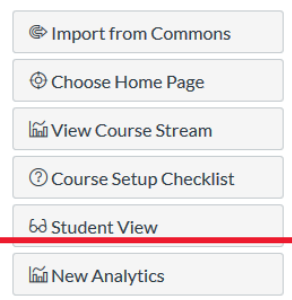 Import from Commons
Choose Home Page
View Course Stream
Course Setup Checklist
Student View
New Analytics